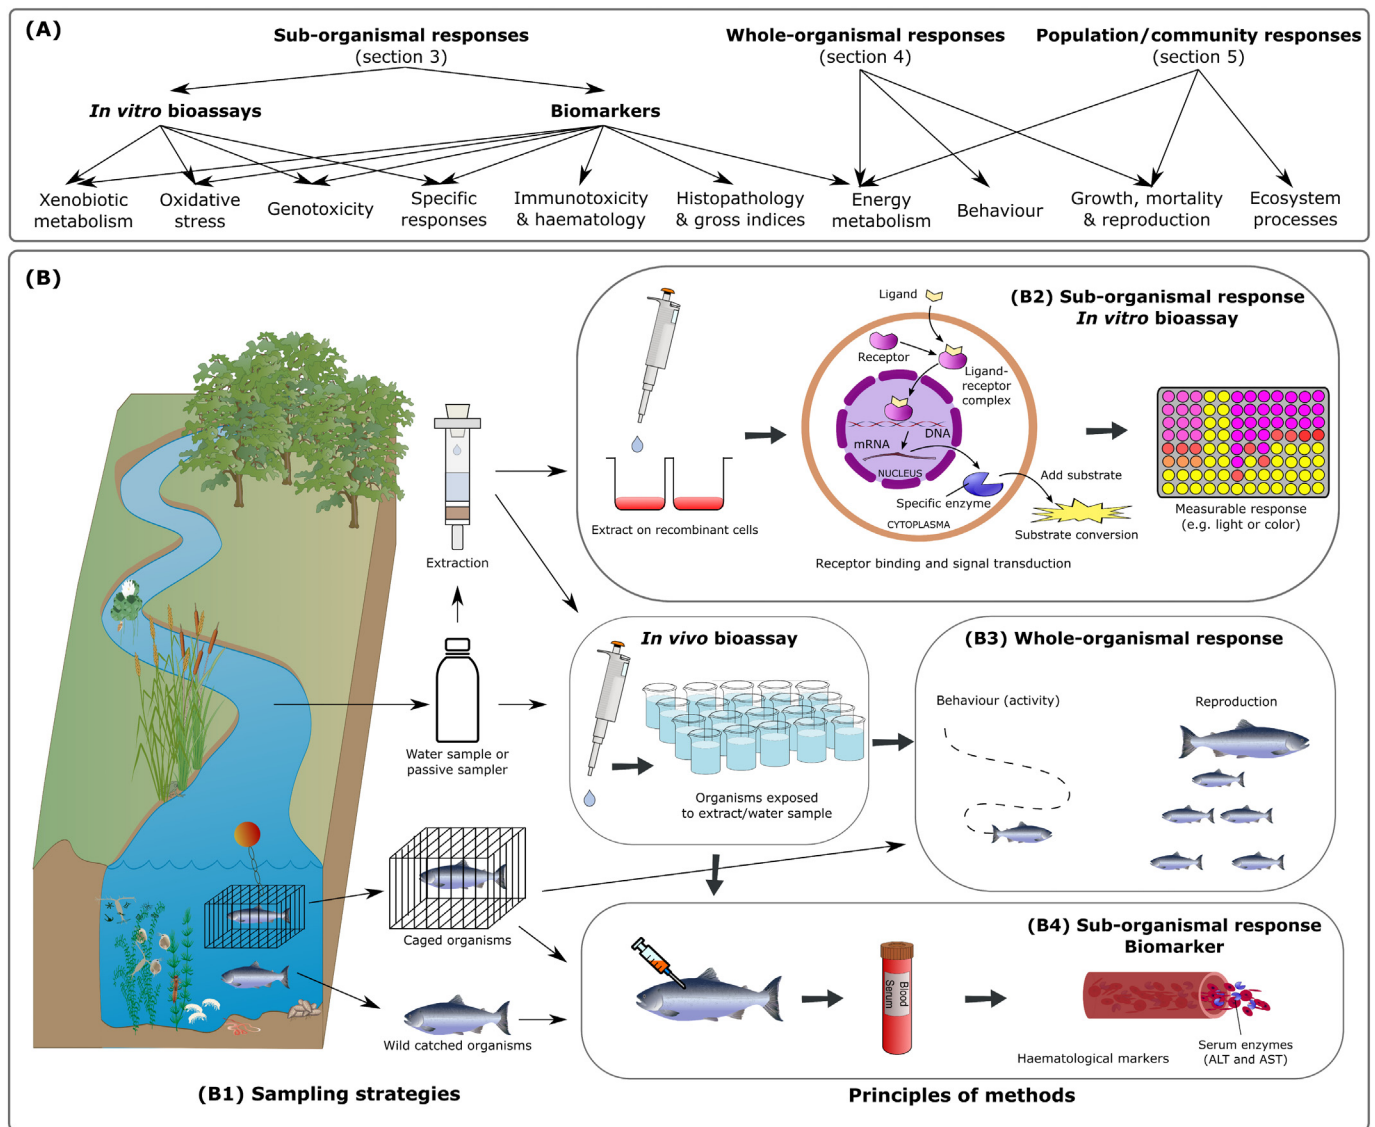 (A)
Sub-organismal responses
(section 3)
Whole-organismal responses
(section 4)
Population/community responses
(section 5)
In vitro bioassays
Biomarkers
Xenobiotic
metabolism
Oxidative
stress
Genotoxicity
Specific
responses
Immunotoxicity
& haematology
Histopathology
& gross indices
Energy
metabolism
Behaviour
Growth, mortality
& reproduction
Ecosystem
processes
(B)
(B2) Sub-organismal response
In vitro bioassay
Ligand
Receptor
Ligand-
receptor
complex
DNA
mRNA
NUCLEUS
Specific enzyme
CYTOPLASMA
Add substrate
Substrate conversion
Extract on recombinant cells
Receptor binding and signal transduction
Measurable response
(e.g. light or color)
Extraction
Water sample or
passive sampler
In vivo bioassay
Organisms exposed
to extract/water sample
(B3) Whole-organismal response
Behaviour (activity)
Reproduction
Caged organisms
Wild catched organisms
(B4) Sub-organismal response
Biomarker
Blood
Serum
Haematological markers
Serum enzymes
(ALT and AST)
(B1) Sampling strategies
Principles of methods